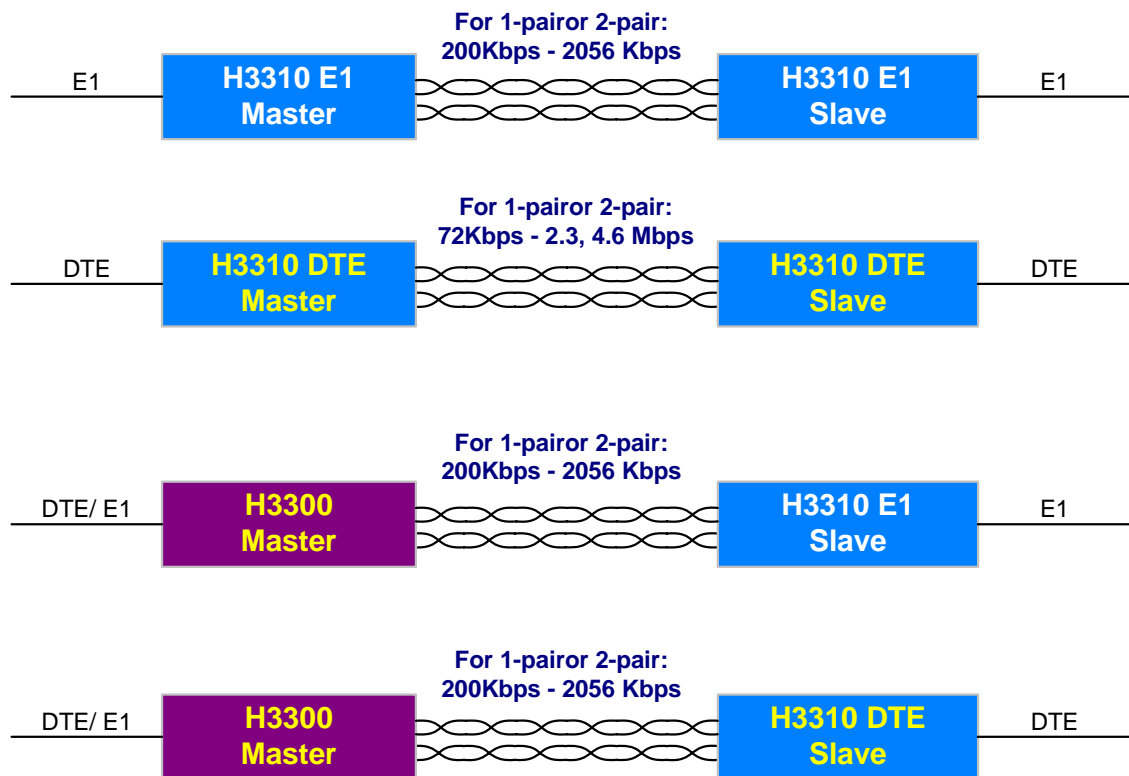 For 1-pairor 2-pair:
200Kbps - 2056 Kbps
E1
H3310 E1
Master
H3310 E1
Slave
E1
For 1-pairor 2-pair:
72Kbps - 2.3, 4.6 Mbps
DTE
H3310 DTE
Master
H3310 DTE
Slave
DTE
For 1-pairor 2-pair:
200Kbps - 2056 Kbps
DTE/ E1
H3300
Master
H3310 E1
Slave
E1
For 1-pairor 2-pair:
200Kbps - 2056 Kbps
DTE/ E1
H3300
Master
H3310 DTE
Slave
DTE